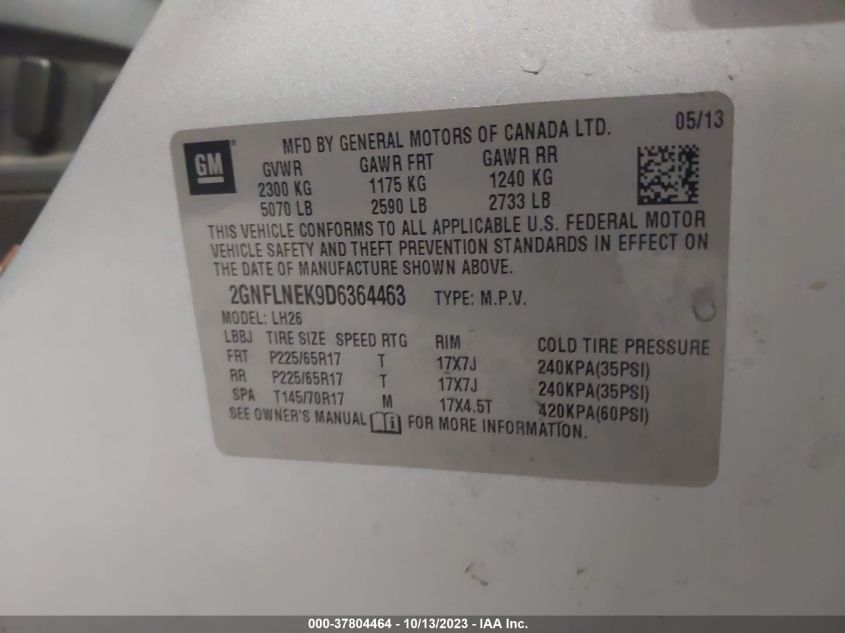 GM
MFD BY GENERAL MOTORS OF CANADA LTD. 05/13
GVWR GAWR FRT GAWR RR
2300 KG 1175 KG 1240 KG
5070 LB 2590 LB 2733 LB
THIS VEHICLE CONFORMS TO ALL APPLICABLE U.S. FEDERAL MOTOR
VEHICLE SAFETY AND THEFT PREVENTION STANDARDS IN EFFECT ON
THE DATE OF MANUFACTURE SHOWN ABOVE.
2GNFLNEK9D6364463 TYPE: M.P.V.
MODEL: LH26
LBBJ TIRE SIZE SPEED RTG RIM COLD TIRE PRESSURE
FRT P225/65R17 T 17X7J 240KPA(35PSI)
RR P225/65R17 T 17X7J 240KPA(35PSI)
SPA T145/70R17 M 17X4.5T 420KPA(60PSI)
SEE OWNER'S MANUAL i FOR MORE INFORMATION.
000-37804464 - 10/13/2023 - IAA Inc.